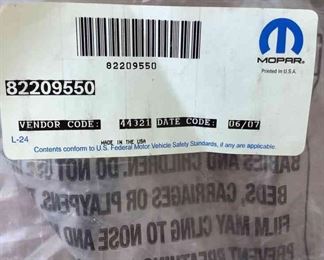 82209550
MOPAR®
Printed in U.S.A.
82209550
VENDOR CODE: 44321 DATE CODE: 06/07
L-24
MADE IN THE USA
Contents conform to U.S. Federal Motor Vehicle Safety Standards, if any are applicable.
BABIES AND CHILDREN. DO NOT USE
BEDS, CARRIAGES OR PLAYPENS. T
FILM MAY CLING TO NOSE AND
PREVENT BREATHING